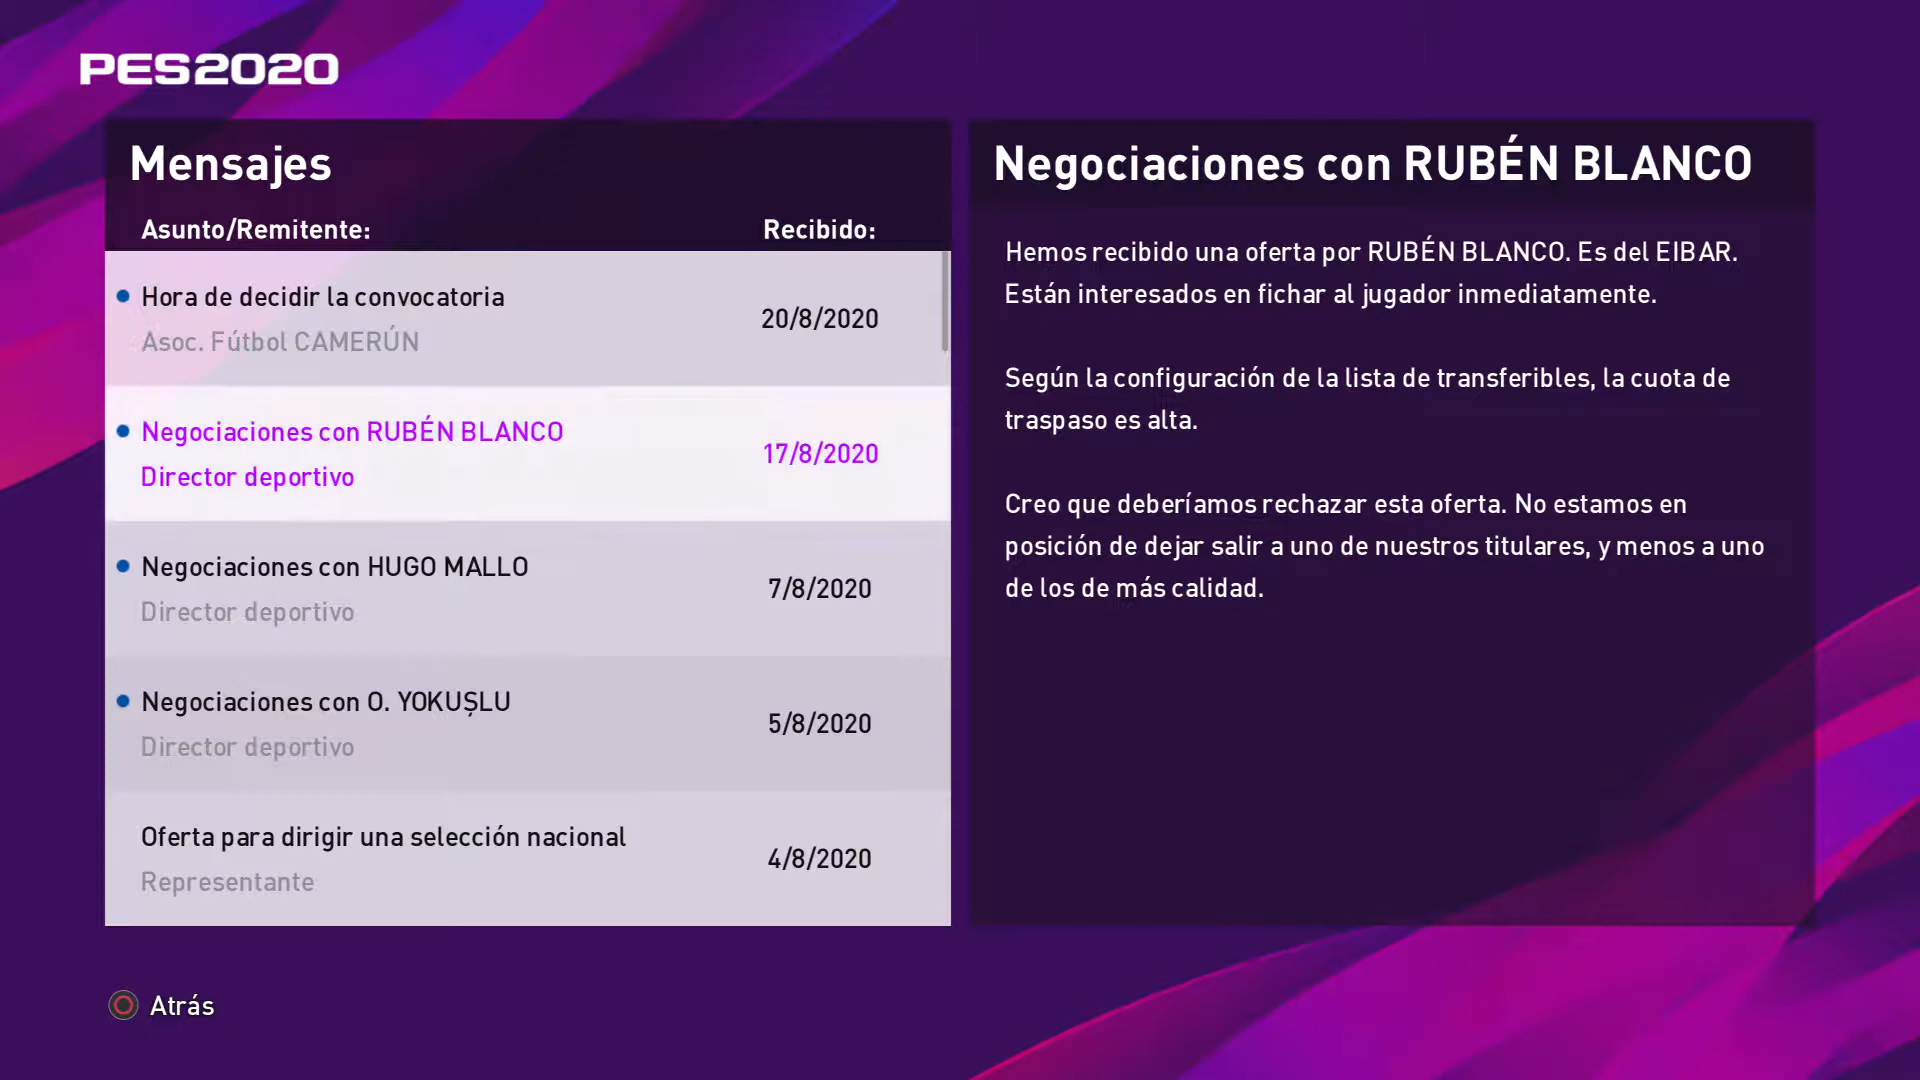 PES2020
Mensajes
Asunto/Remitente:
Recibido:
Hora de decidir la convocatoria
Asoc. Fútbol CAMERÚN
20/8/2020
Negociaciones con RUBÉN BLANCO
Director deportivo
17/8/2020
Negociaciones con HUGO MALLO
Director deportivo
7/8/2020
Negociaciones con O. YOKUŞLU
Director deportivo
5/8/2020
Oferta para dirigir una selección nacional
Representante
4/8/2020
Negociaciones con RUBÉN BLANCO
Hemos recibido una oferta por RUBÉN BLANCO. Es del EIBAR.
Están interesados en fichar al jugador inmediatamente.
Según la configuración de la lista de transferibles, la cuota de
traspaso es alta.
Creo que deberíamos rechazar esta oferta. No estamos en
posición de dejar salir a uno de nuestros titulares, y menos a uno
de los de más calidad.
Atrás